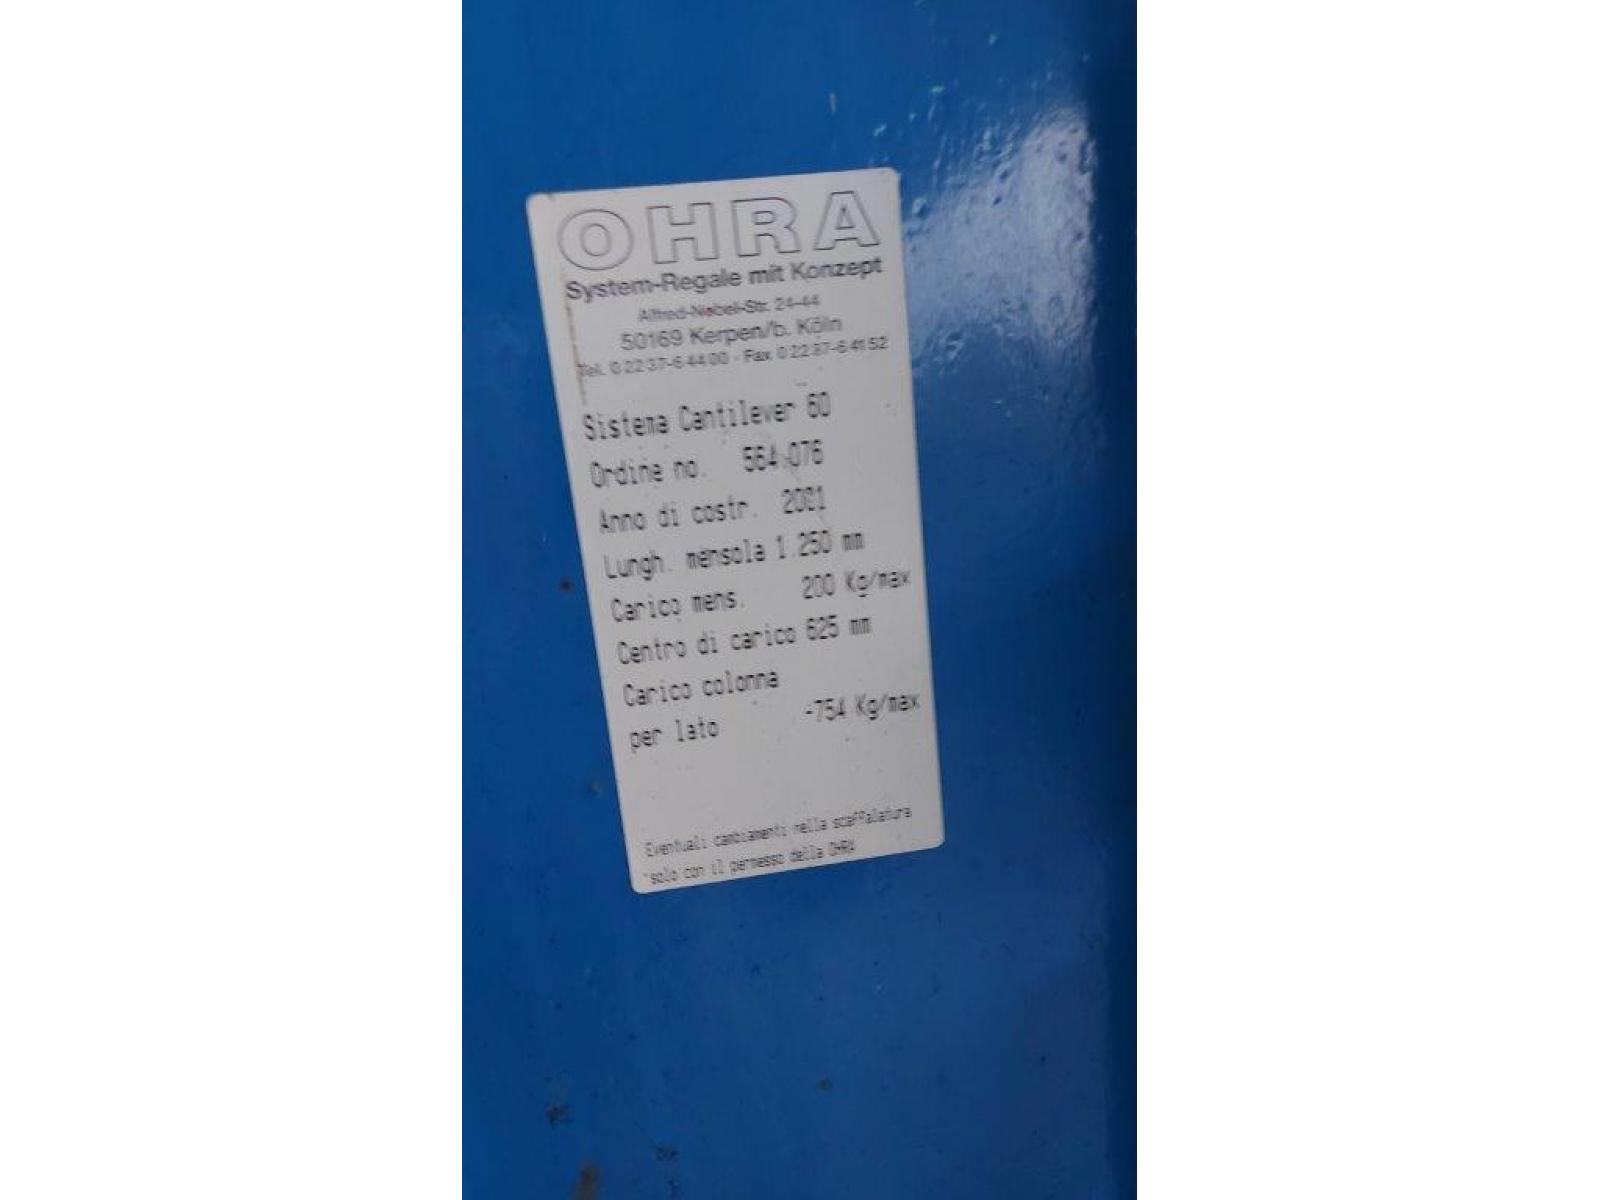 OHRA
System-Regale mit Konzept
Alfred-Nobel-Str. 24-44
50169 Kerpen/b. Köln
Tel. 0 22 37-6 44 00 - Fax 0 22 37-6 41 52
Sistema Cantilever 60
Ordine no. 564.076
Anno di costr. 2001
Lungh. mensola 1.250 mm
Carico mens. 200 Kg/max
Centro di carico 625 mm
Carico colonna
per lato -754 Kg/max
Eventuali cambiamenti nella scaffalatura
solo con il permesso della OHRA